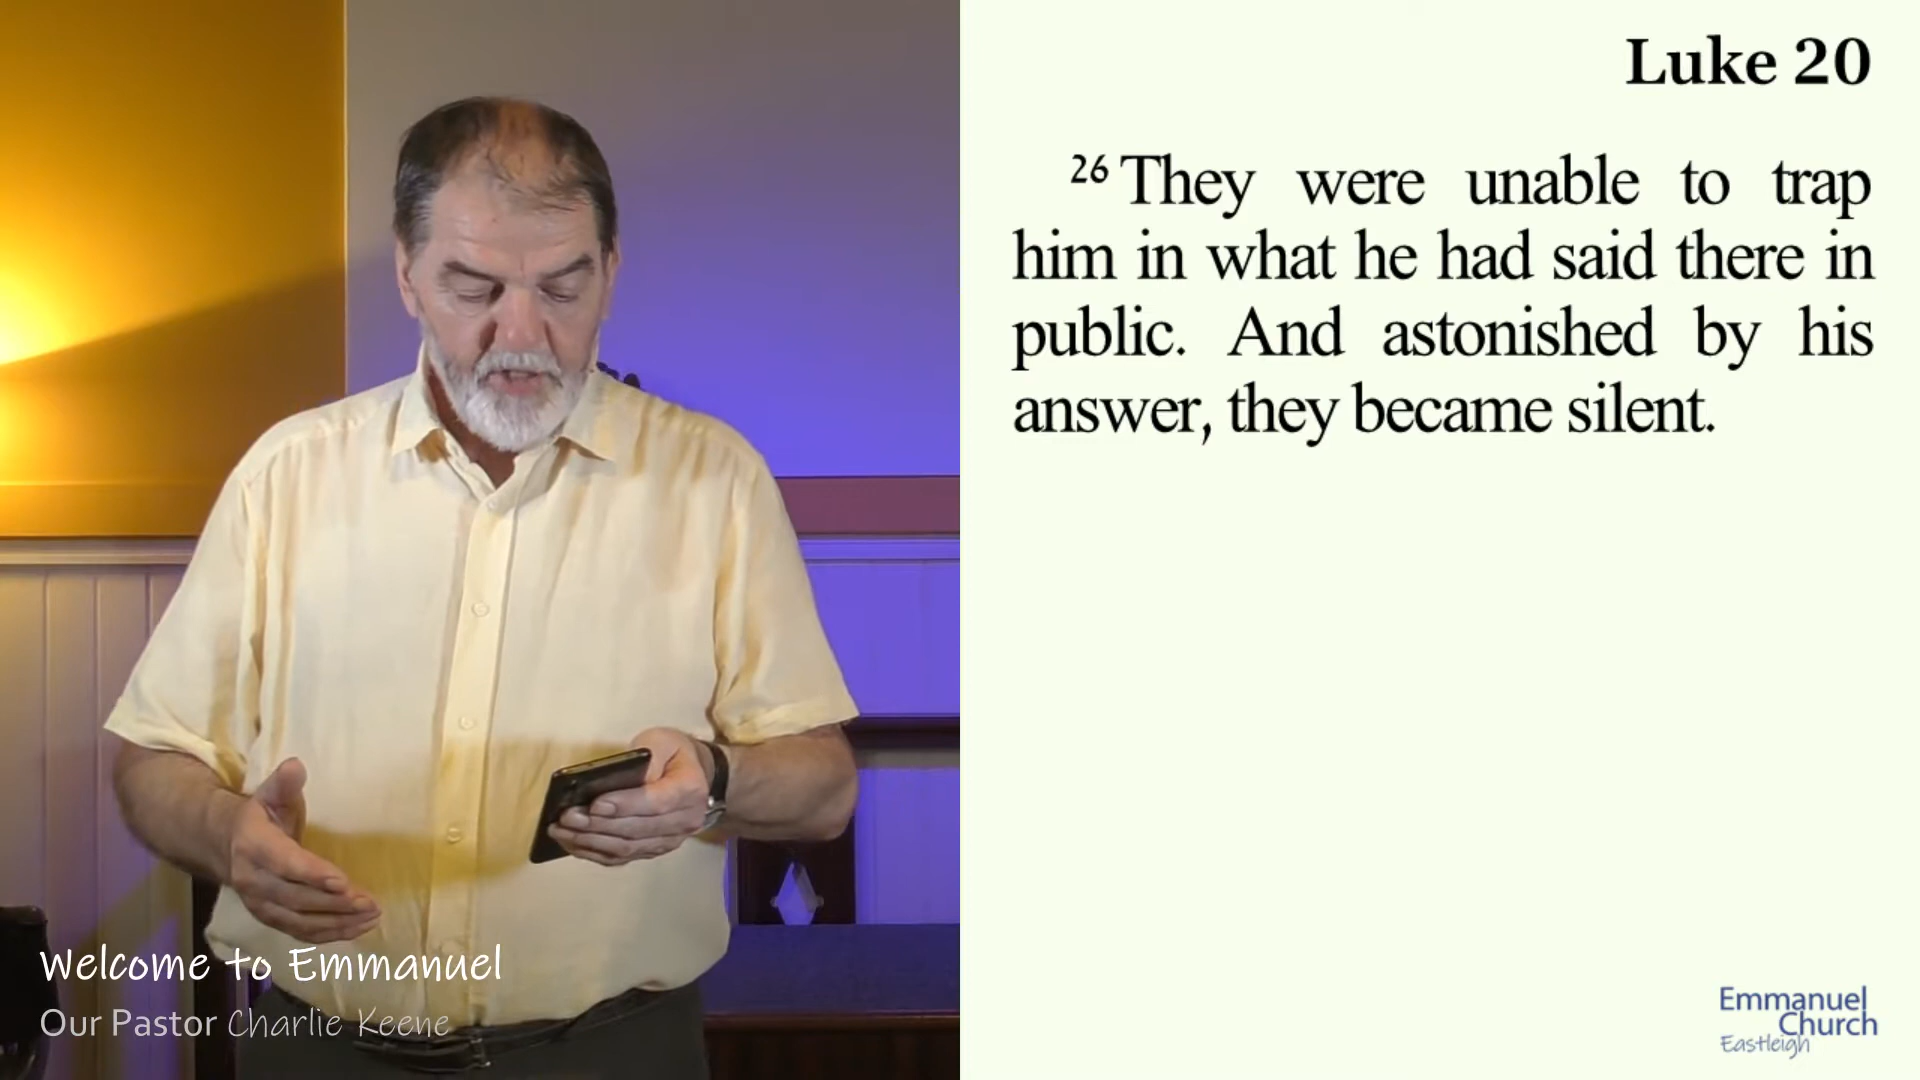 Luke 20
26 They were unable to trap
him in what he had said there in
public. And astonished by his
answer, they became silent.
Welcome to Emmanuel
Our Pastor Charlie Keene
Emmanuel
Church
Eastleigh